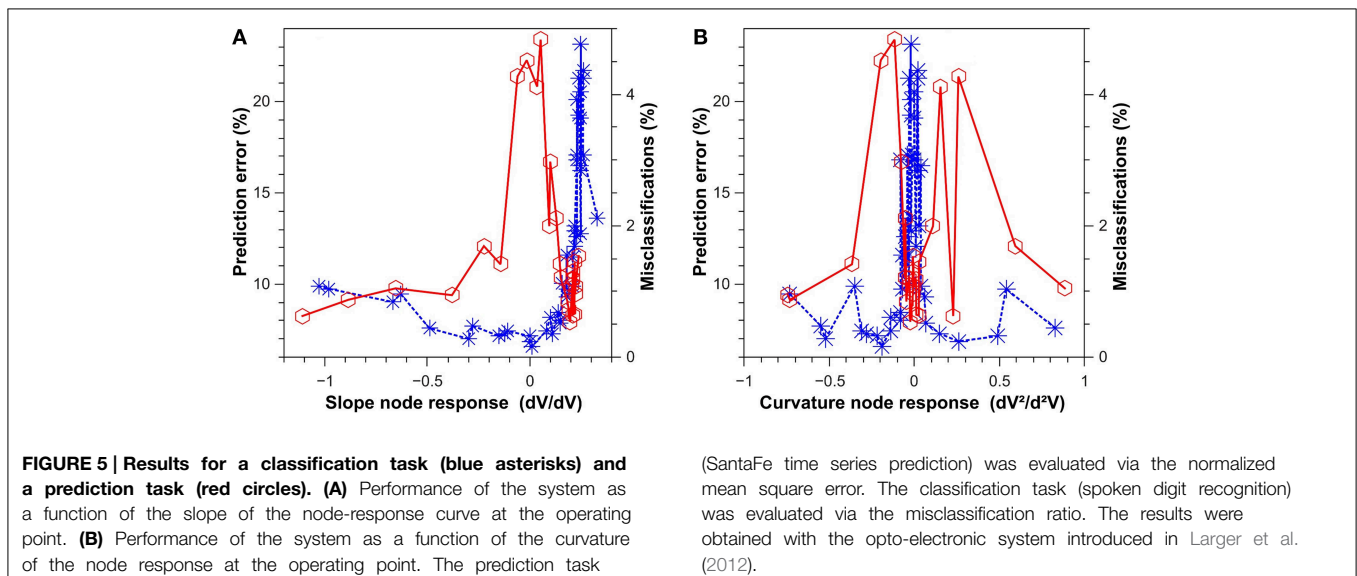 A
Prediction error (%)
20
15
10
4
2
0
Misclassifications (%)
−1
−0.5
0
Slope node response (dV/dV)
B
Prediction error (%)
20
15
10
4
2
0
Misclassifications (%)
−1
−0.5
0
0.5
1
Curvature node response (dV²/d²V)
FIGURE 5 | Results for a classification task (blue asterisks) and
a prediction task (red circles). (A) Performance of the system as
a function of the slope of the node-response curve at the operating
point. (B) Performance of the system as a function of the curvature
of the node response at the operating point. The prediction task
(SantaFe time series prediction) was evaluated via the normalized
mean square error. The classification task (spoken digit recognition)
was evaluated via the misclassification ratio. The results were
obtained with the opto-electronic system introduced in Larger et al.
(2012).